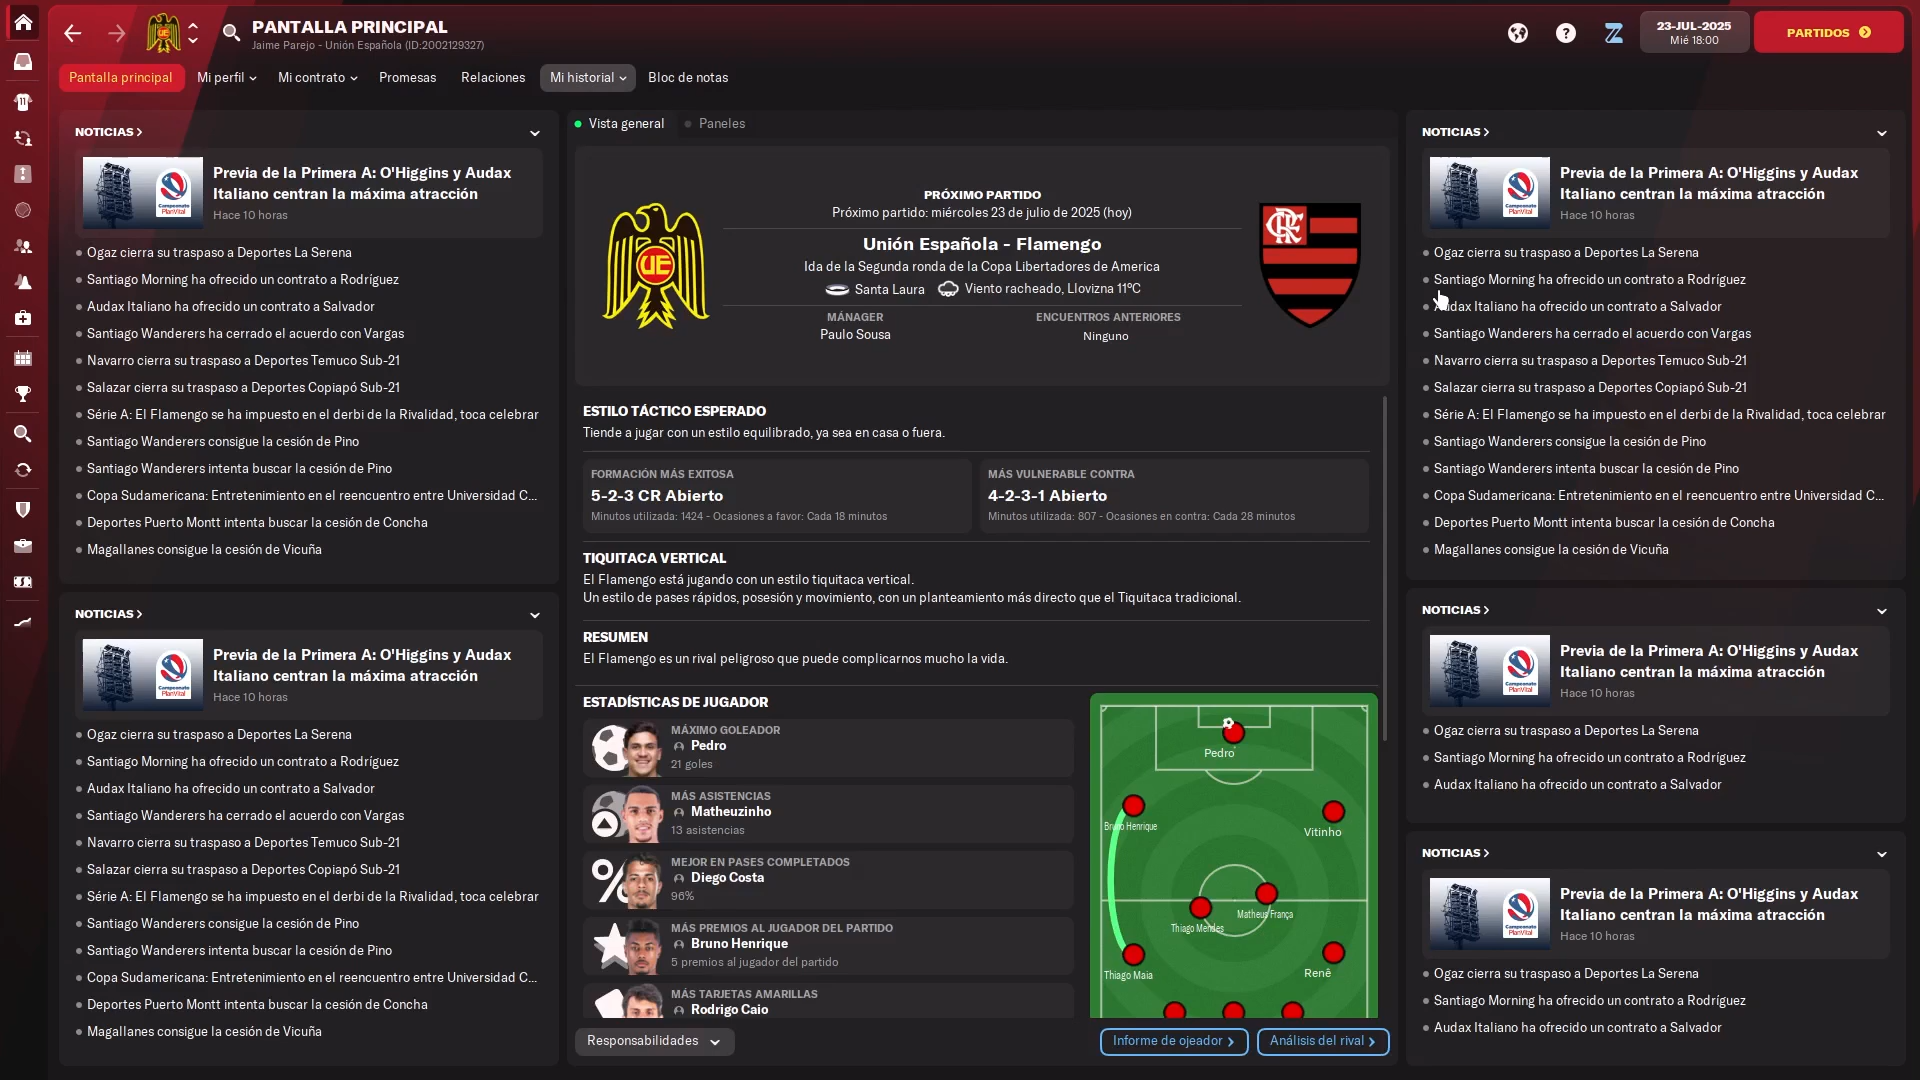 PANTALLA PRINCIPAL
Jaime Parejo - Unión Española (ID:2002129327)
23-JUL-2025
Mié 18:00
PARTIDOS
Pantalla principal
Mi perfil
Mi contrato
Promesas
Relaciones
Mi historial
Bloc de notas
NOTICIAS
Previa de la Primera A: O'Higgins y Audax
Italiano centran la máxima atracción
Hace 10 horas
Ogaz cierra su traspaso a Deportes La Serena
Santiago Morning ha ofrecido un contrato a Rodríguez
Audax Italiano ha ofrecido un contrato a Salvador
Santiago Wanderers ha cerrado el acuerdo con Vargas
Navarro cierra su traspaso a Deportes Temuco Sub-21
Salazar cierra su traspaso a Deportes Copiapó Sub-21
Série A: El Flamengo se ha impuesto en el derbi de la Rivalidad, toca celebrar
Santiago Wanderers consigue la cesión de Pino
Santiago Wanderers intenta buscar la cesión de Pino
Copa Sudamericana: Entretenimiento en el reencuentro entre Universidad C...
Deportes Puerto Montt intenta buscar la cesión de Concha
Magallanes consigue la cesión de Vicuña
NOTICIAS
Previa de la Primera A: O'Higgins y Audax
Italiano centran la máxima atracción
Hace 10 horas
Ogaz cierra su traspaso a Deportes La Serena
Santiago Morning ha ofrecido un contrato a Rodríguez
Audax Italiano ha ofrecido un contrato a Salvador
Santiago Wanderers ha cerrado el acuerdo con Vargas
Navarro cierra su traspaso a Deportes Temuco Sub-21
Salazar cierra su traspaso a Deportes Copiapó Sub-21
Série A: El Flamengo se ha impuesto en el derbi de la Rivalidad, toca celebrar
Santiago Wanderers consigue la cesión de Pino
Santiago Wanderers intenta buscar la cesión de Pino
Copa Sudamericana: Entretenimiento en el reencuentro entre Universidad C...
Deportes Puerto Montt intenta buscar la cesión de Concha
Magallanes consigue la cesión de Vicuña
Vista general
Paneles
PRÓXIMO PARTIDO
Próximo partido: miércoles 23 de julio de 2025 (hoy)
Unión Española - Flamengo
Ida de la Segunda ronda de la Copa Libertadores de America
Santa Laura
Viento racheado, Llovizna 11ºC
MÁNAGER
Paulo Sousa
ENCUENTROS ANTERIORES
Ninguno
UE
ESTILO TÁCTICO ESPERADO
Tiende a jugar con un estilo equilibrado, ya sea en casa o fuera.
FORMACIÓN MÁS EXITOSA
5-2-3 CR Abierto
Minutos utilizada: 1424 - Ocasiones a favor: Cada 18 minutos
MÁS VULNERABLE CONTRA
4-2-3-1 Abierto
Minutos utilizada: 807 - Ocasiones en contra: Cada 28 minutos
TIQUITACA VERTICAL
El Flamengo está jugando con un estilo tiquitaca vertical.
Un estilo de pases rápidos, posesión y movimiento, con un planteamiento más directo que el Tiquitaca tradicional.
RESUMEN
El Flamengo es un rival peligroso que puede complicarnos mucho la vida.
ESTADÍSTICAS DE JUGADOR
MÁXIMO GOLEADOR
Pedro
21 goles
MÁS ASISTENCIAS
Matheuzinho
13 asistencias
MEJOR EN PASES COMPLETADOS
Diego Costa
96%
MÁS PREMIOS AL JUGADOR DEL PARTIDO
Bruno Henrique
5 premios al jugador del partido
MÁS TARJETAS AMARILLAS
Rodrigo Caio
Pedro
Bruno Henrique
Vitinho
Matheus França
Thiago Mendes
Thiago Maia
Renê
Responsabilidades
Informe de ojeador
Análisis del rival
NOTICIAS
Previa de la Primera A: O'Higgins y Audax
Italiano centran la máxima atracción
Hace 10 horas
Ogaz cierra su traspaso a Deportes La Serena
Santiago Morning ha ofrecido un contrato a Rodríguez
Audax Italiano ha ofrecido un contrato a Salvador
Santiago Wanderers ha cerrado el acuerdo con Vargas
Navarro cierra su traspaso a Deportes Temuco Sub-21
Salazar cierra su traspaso a Deportes Copiapó Sub-21
Série A: El Flamengo se ha impuesto en el derbi de la Rivalidad, toca celebrar
Santiago Wanderers consigue la cesión de Pino
Santiago Wanderers intenta buscar la cesión de Pino
Copa Sudamericana: Entretenimiento en el reencuentro entre Universidad C...
Deportes Puerto Montt intenta buscar la cesión de Concha
Magallanes consigue la cesión de Vicuña
NOTICIAS
Previa de la Primera A: O'Higgins y Audax
Italiano centran la máxima atracción
Hace 10 horas
Ogaz cierra su traspaso a Deportes La Serena
Santiago Morning ha ofrecido un contrato a Rodríguez
Audax Italiano ha ofrecido un contrato a Salvador
NOTICIAS
Previa de la Primera A: O'Higgins y Audax
Italiano centran la máxima atracción
Hace 10 horas
Ogaz cierra su traspaso a Deportes La Serena
Santiago Morning ha ofrecido un contrato a Rodríguez
Audax Italiano ha ofrecido un contrato a Salvador